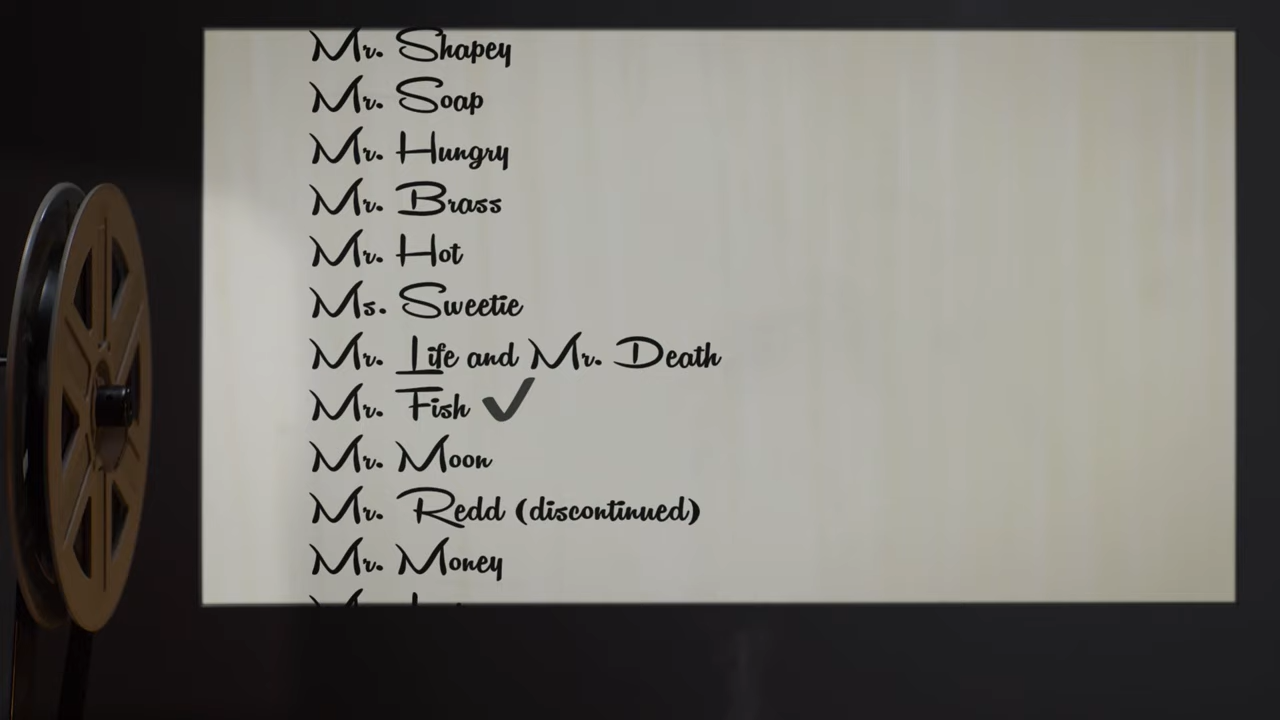 Mr. Shapey
Mr. Soap
Mr. Hungry
Mr. Brass
Mr. Hot
Ms. Sweetie
Mr. Life and Mr. Death
Mr. Fish ✓
Mr. Moon
Mr. Redd (discontinued)
Mr. Money